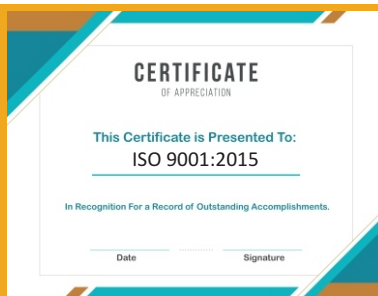 CERTIFICATE
OF APPRECIATION
This Certificate is Presented To:
ISO 9001:2015
In Recognition For a Record of Outstanding Accomplishments.
Date Signature